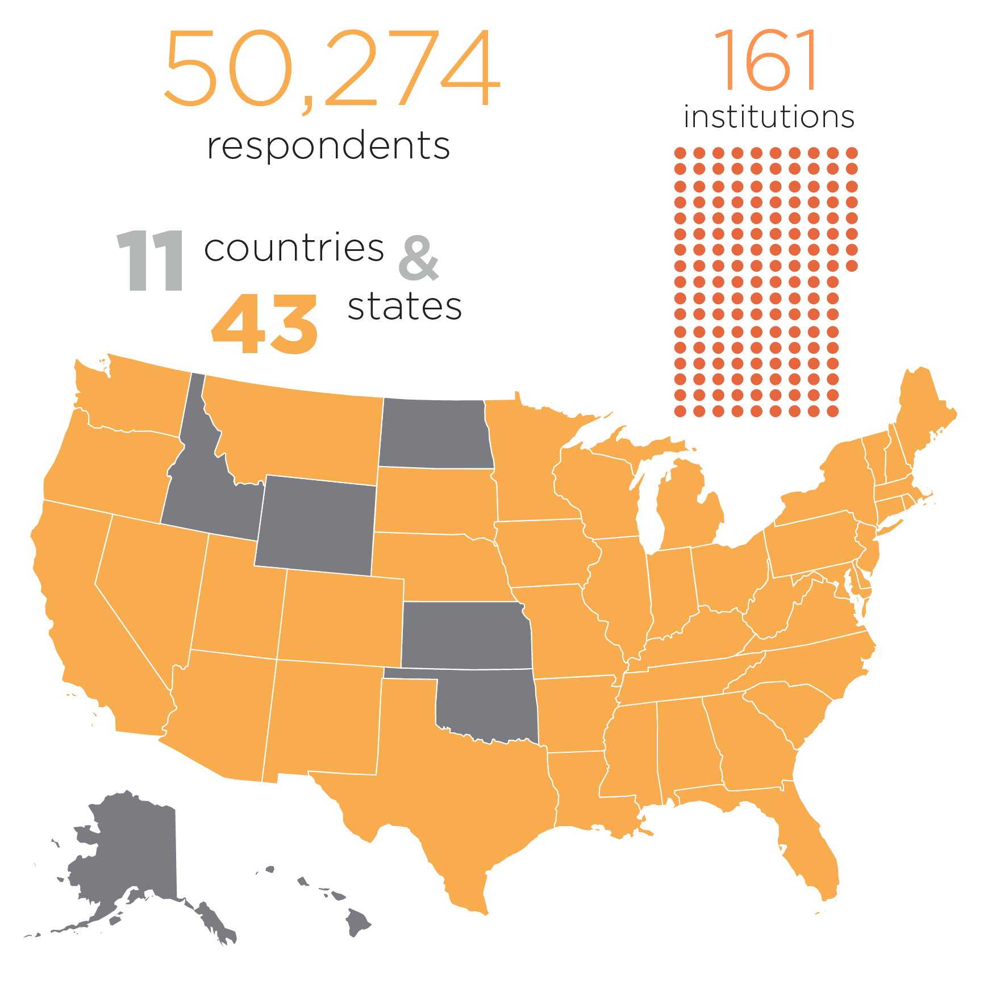 50,274
respondents
161
institutions
11 countries &
43 states